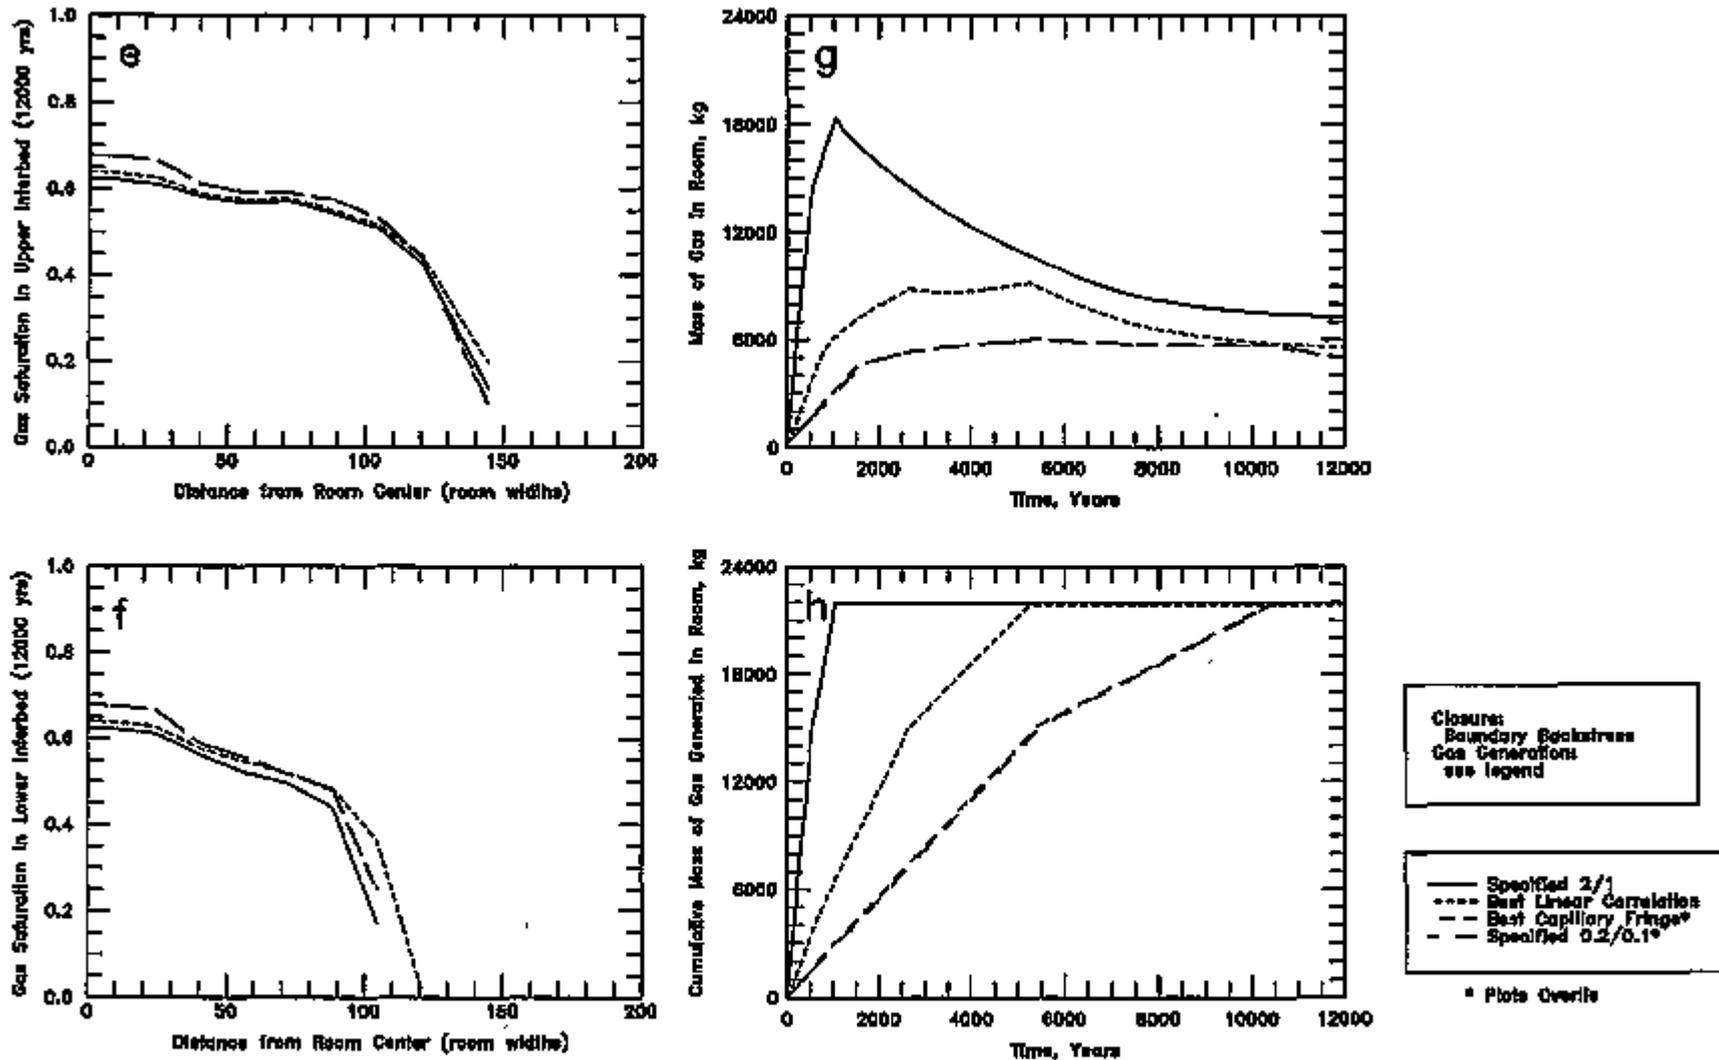 e
Gas Saturation in Upper Interbed (12000 yrs)
1.0
0.8
0.6
0.4
0.2
0.0
0 50 100 150 200
Distance from Room Center (room widths)
g
Mass of Gas in Room, kg
24000
18000
12000
6000
0
0 2000 4000 6000 8000 10000 12000
Time, Years
f
Gas Saturation in Lower Interbed (12000 yrs)
1.0
0.8
0.6
0.4
0.2
0.0
0 50 100 150 200
Distance from Room Center (room widths)
h
Cumulative Mass of Gas Generated in Room, kg
24000
18000
12000
6000
0
0 2000 4000 6000 8000 10000 12000
Time, Years
Closure:
Boundary Backstress
Gas Generation:
see legend
Specified 2/1
Best Linear Correlation
Best Capillary Fringe*
Specified 0.2/0.1*
* Plots Overlie